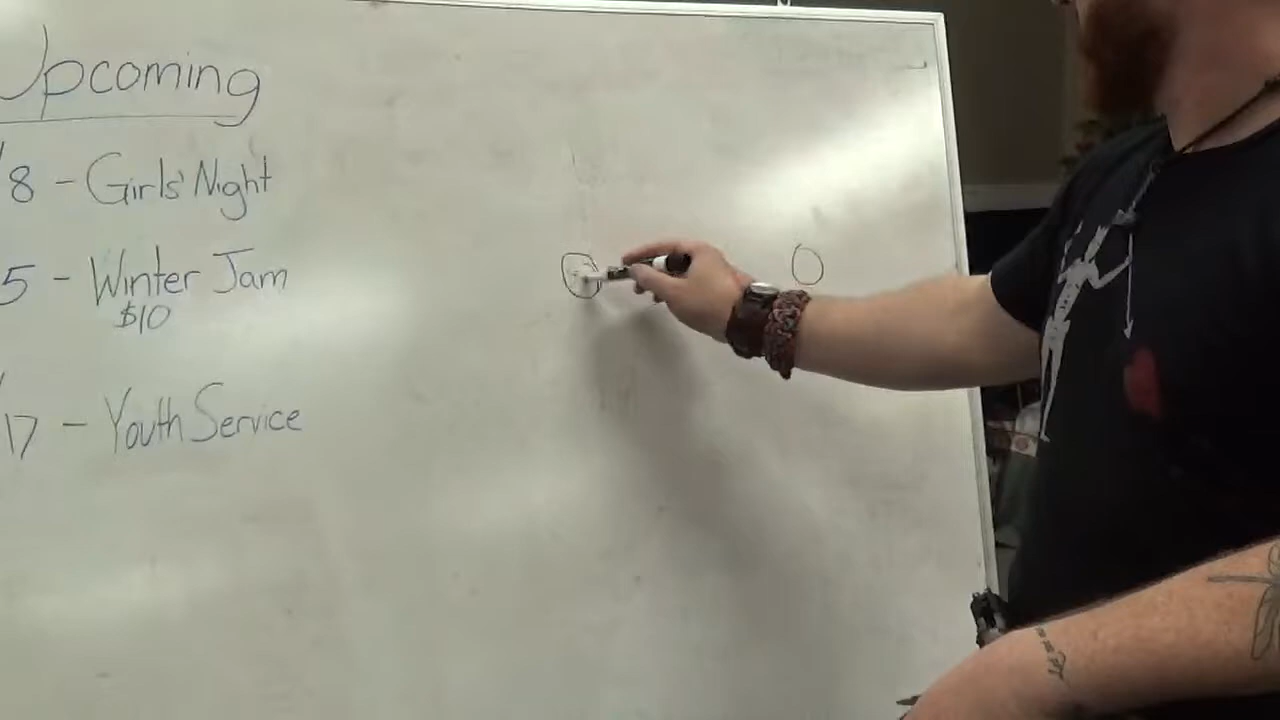 Upcoming
/8 - Girls' Night
5 - Winter Jam
$10
/17 - Youth Service